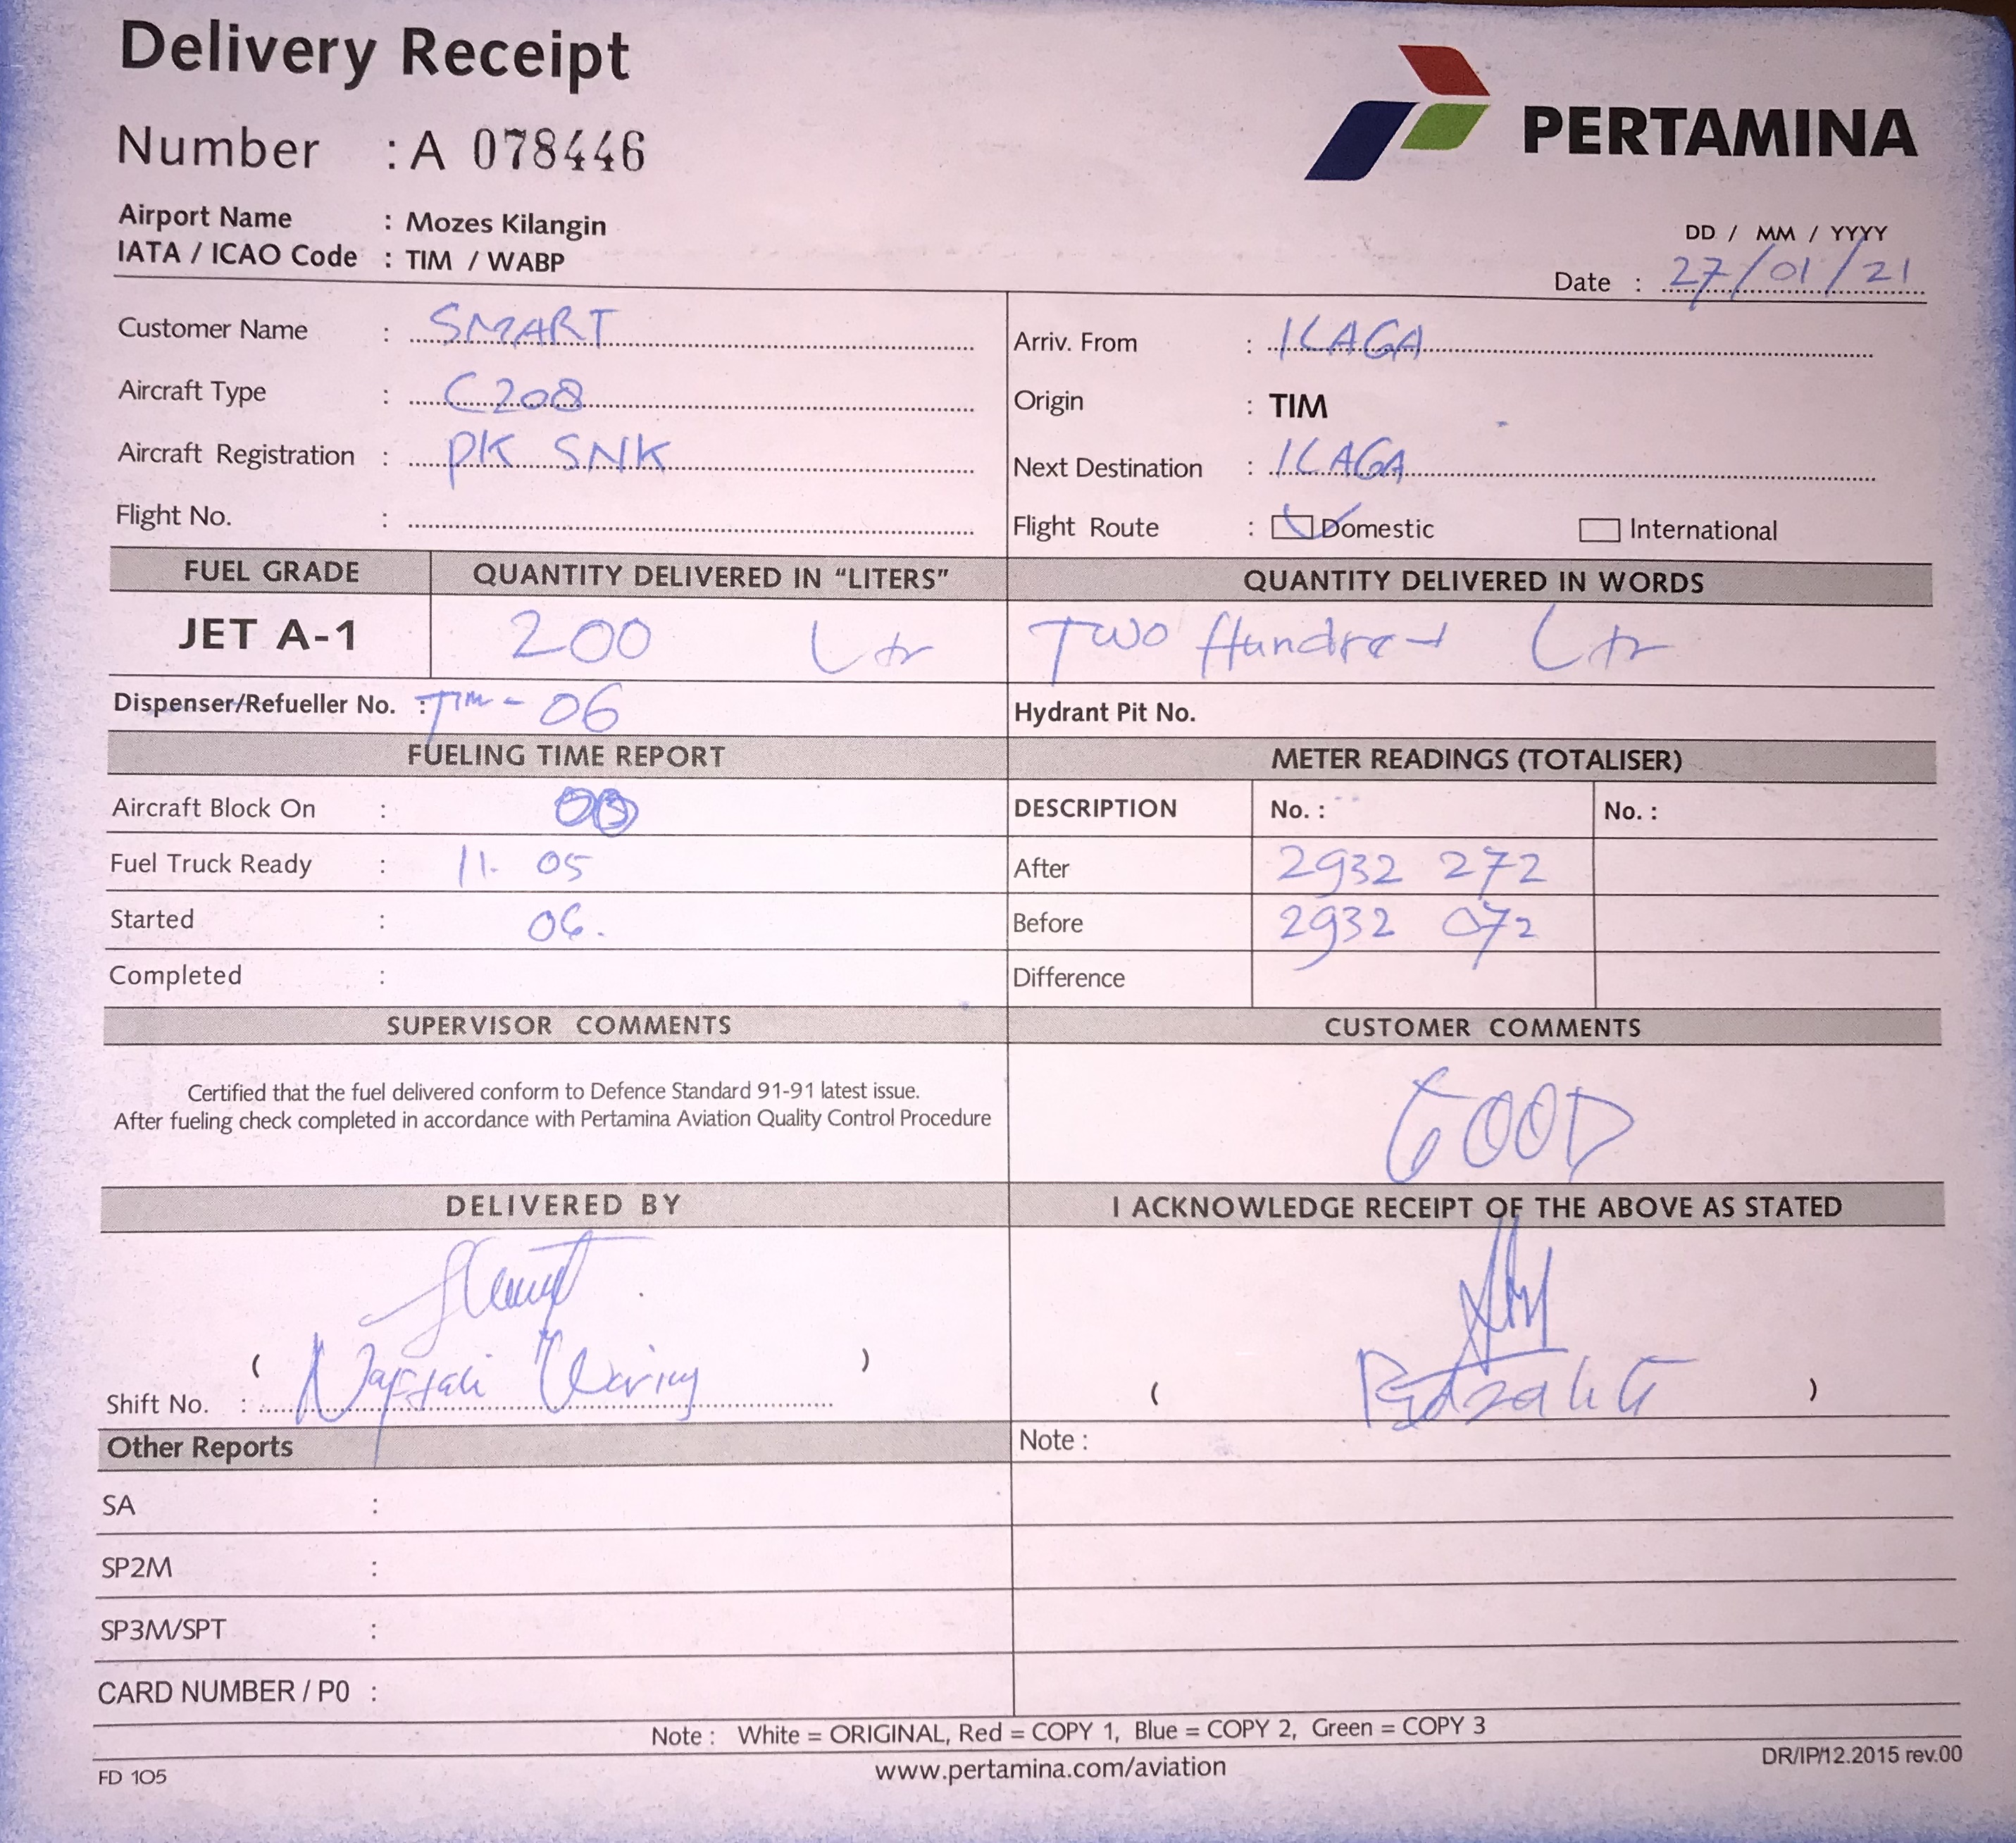 Delivery Receipt
PERTAMINA
Number : A 078446
Airport Name : Mozes Kilangin
IATA / ICAO Code : TIM / WABP
DD / MM / YYYY
Date : 27/01/21
Customer Name : SMART
Arriv. From : ILAGA
Aircraft Type : C208
Origin : TIM
Aircraft Registration : PK SNK
Next Destination : ILAGA
Flight No. :
Flight Route : Domestic International
FUEL GRADE QUANTITY DELIVERED IN “LITERS” QUANTITY DELIVERED IN WORDS
JET A-1 200 Ltr Two Hundred Ltr
Dispenser/Refueller No. : TIM - 06 Hydrant Pit No.
FUELING TIME REPORT METER READINGS (TOTALISER)
Aircraft Block On : DESCRIPTION No. : No. :
Fuel Truck Ready : 11. 05 After 2932 272
Started : 06. Before 2932 072
Completed : Difference
SUPERVISOR COMMENTS CUSTOMER COMMENTS
Certified that the fuel delivered conform to Defence Standard 91-91 latest issue.
After fueling check completed in accordance with Pertamina Aviation Quality Control Procedure
GOOD
DELIVERED BY I ACKNOWLEDGE RECEIPT OF THE ABOVE AS STATED
( )
Shift No. : Naftali
( )
Other Reports Note :
SA :
SP2M :
SP3M/SPT :
CARD NUMBER / P0 :
Note : White = ORIGINAL, Red = COPY 1, Blue = COPY 2, Green = COPY 3
FD 105 www.pertamina.com/aviation DR/IP/12.2015 rev.00